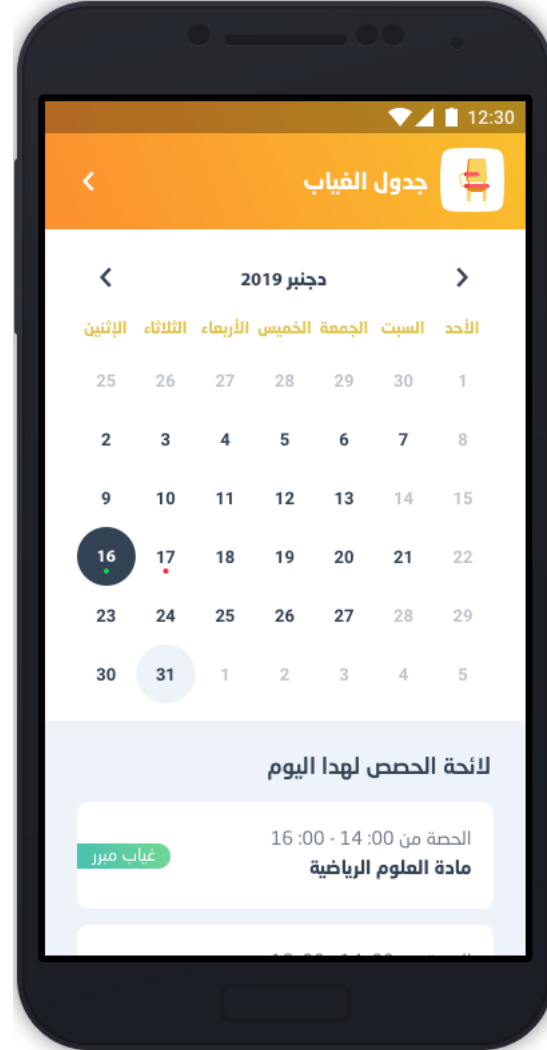 12:30
جدول الغياب
دجنبر 2019
الأحد السبت الجمعة الخميس الأربعاء الثلاثاء الإثنين
25 26 27 28 29 30 1
2 3 4 5 6 7 8
9 10 11 12 13 14 15
16 17 18 19 20 21 22
23 24 25 26 27 28 29
30 31 1 2 3 4 5
لائحة الحصص لهدا اليوم
الحصة من 00: 14 - 00: 16
غياب مبرر
مادة العلوم الرياضية